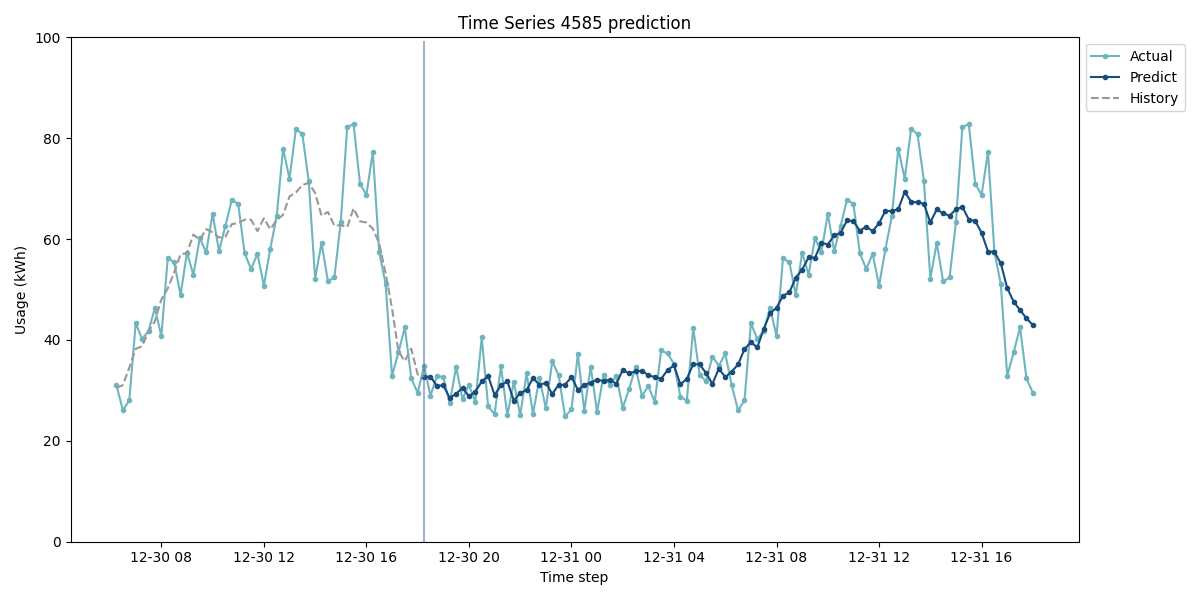 Time Series 4585 prediction
Actual
Predict
History
Usage (kWh)
100
80
60
40
20
0
12-30 08
12-30 12
12-30 16
12-30 20
12-31 00
12-31 04
12-31 08
12-31 12
12-31 16
Time step